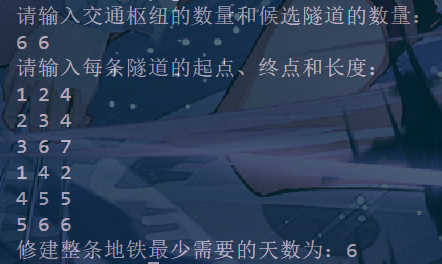 请输入交通枢纽的数量和候选隧道的数量：
6 6
请输入每条隧道的起点、终点和长度：
1 2 4
2 3 4
3 6 7
1 4 2
4 5 5
5 6 6
修建整条地铁最少需要的天数为：6